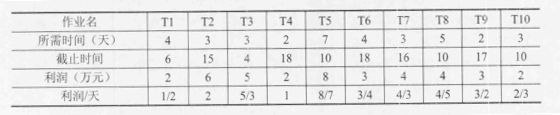 作业名 T1 T2 T3 T4 T5 T6 T7 T8 T9 T10
所需时间（天） 4 3 3 2 7 4 3 5 2 3
截止时间 6 15 4 18 10 18 16 10 17 10
利润（万元） 2 6 5 2 8 3 4 4 3 2
利润/天 1/2 2 5/3 1 8/7 3/4 4/3 4/5 3/2 2/3